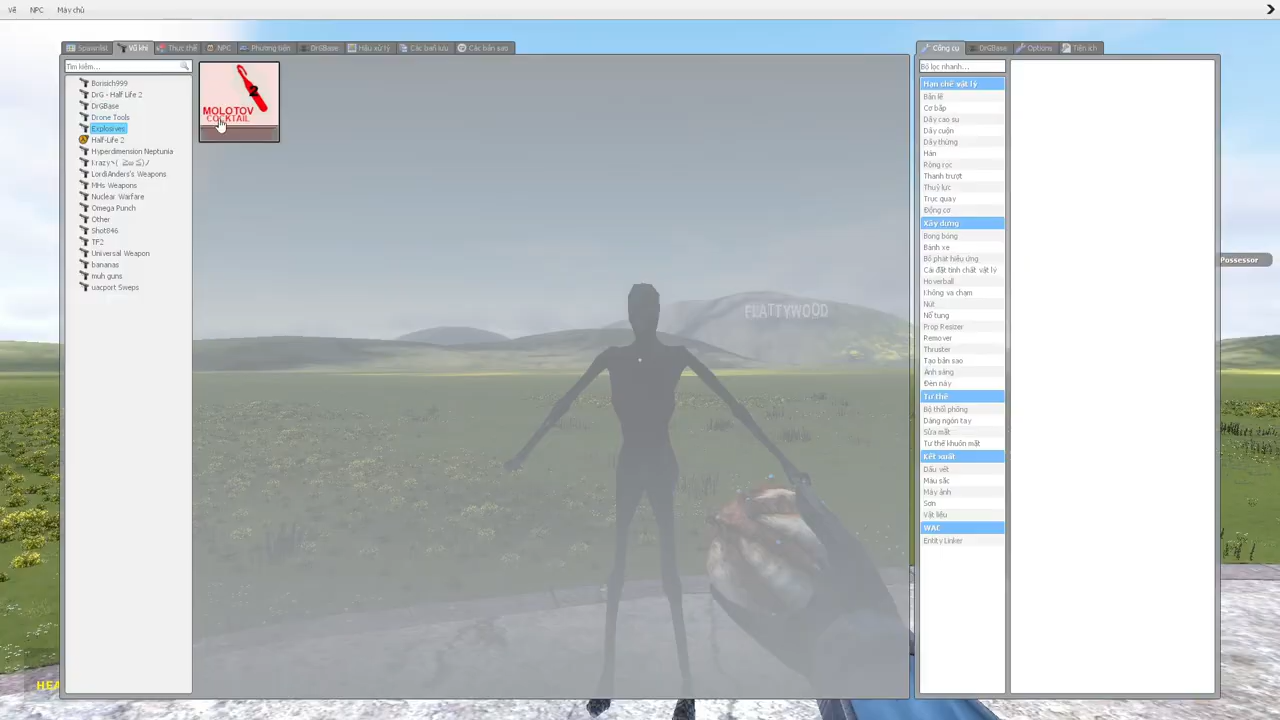 Vẽ NPC Máy chủ
Spawnlist Vũ khí Thực thể NPC Phương tiện DrGBase Hậu xử lý Các bản lưu Các bản sao
Công cụ DrGBase Options Tiện ích
Tìm kiếm...
Bộ lọc nhanh...
Borisich999
DrG - Half Life 2
DrGBase
Drone Tools
Explosives
Half-Life 2
Hyperdimension Neptunia
LordiAnders's Weapons
MHs Weapons
Nuclear Warfare
Omega Punch
Other
Shot846
TF2
Universal Weapon
bananas
muh guns
uacport Sweps
2
MOLOTOV
COCKTAIL
FLATTYWOOD
Hạn chế vật lý
Bản lề
Cơ bắp
Dây cao su
Dây cuộn
Dây thừng
Hàn
Ròng rọc
Thanh trượt
Thuỷ lực
Trục quay
Động cơ
Xây dựng
Bong bóng
Bánh xe
Bộ phát hiệu ứng
Cài đặt tính chất vật lý
Hoverball
Không va chạm
Nút
Nổ tung
Prop Resizer
Remover
Thruster
Tạo bản sao
Ánh sáng
Đèn này
Tư thế
Bộ thổi phồng
Dáng ngón tay
Sửa mắt
Tư thế khuôn mặt
Kết xuất
Dấu vết
Màu sắc
Máy ảnh
Sơn
Vật liệu
WAC
Entity Linker
Possessor
HEA